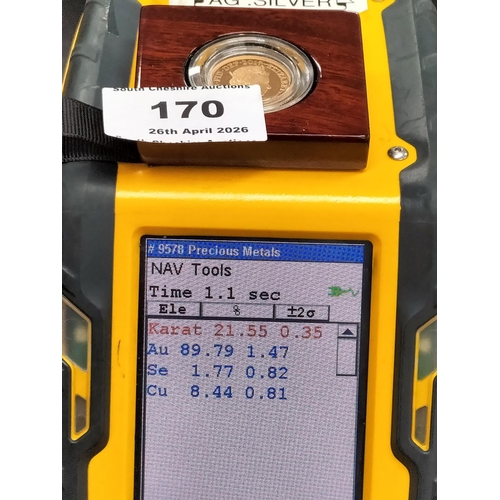 AG .SILVER
South Cheshire Auctions
170
26th April 2026
# 9578 Precious Metals
NAV Tools
Time 1.1 sec
Ele % ±2σ
Karat 21.55 0.35
Au 89.79 1.47
Se 1.77 0.82
Cu 8.44 0.81